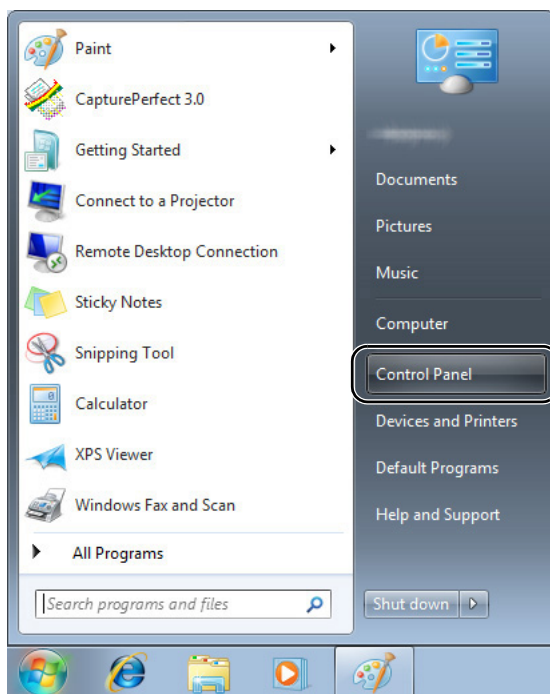 Paint
CapturePerfect 3.0
Getting Started
Connect to a Projector
Remote Desktop Connection
Sticky Notes
Snipping Tool
Calculator
XPS Viewer
Windows Fax and Scan
All Programs
Search programs and files
Documents
Pictures
Music
Computer
Control Panel
Devices and Printers
Default Programs
Help and Support
Shut down